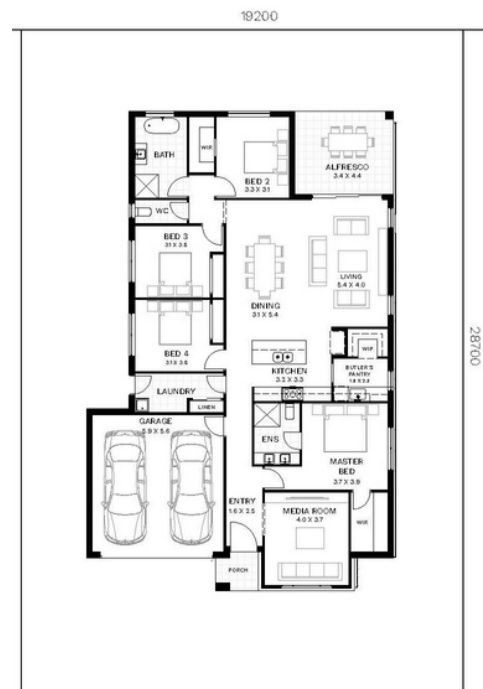 19200
BATH
WIR
BED 2
3.3 X 3.1
ALFRESCO
3.4 X 4.4
WC
BED 3
3.1 X 3.5
DINING
3.1 X 5.4
LIVING
5.4 X 4.0
BED 4
3.1 X 3.5
KITCHEN
3.2 X 3.3
WIP
BUTLER'S
PANTRY
28700
LAUNDRY
LINEN
GARAGE
5.9 X 5.6
ENS
MASTER
BED
3.7 X 3.9
ENTRY
1.6 X 2.5
MEDIA ROOM
4.0 X 3.7
WIR
PORCH